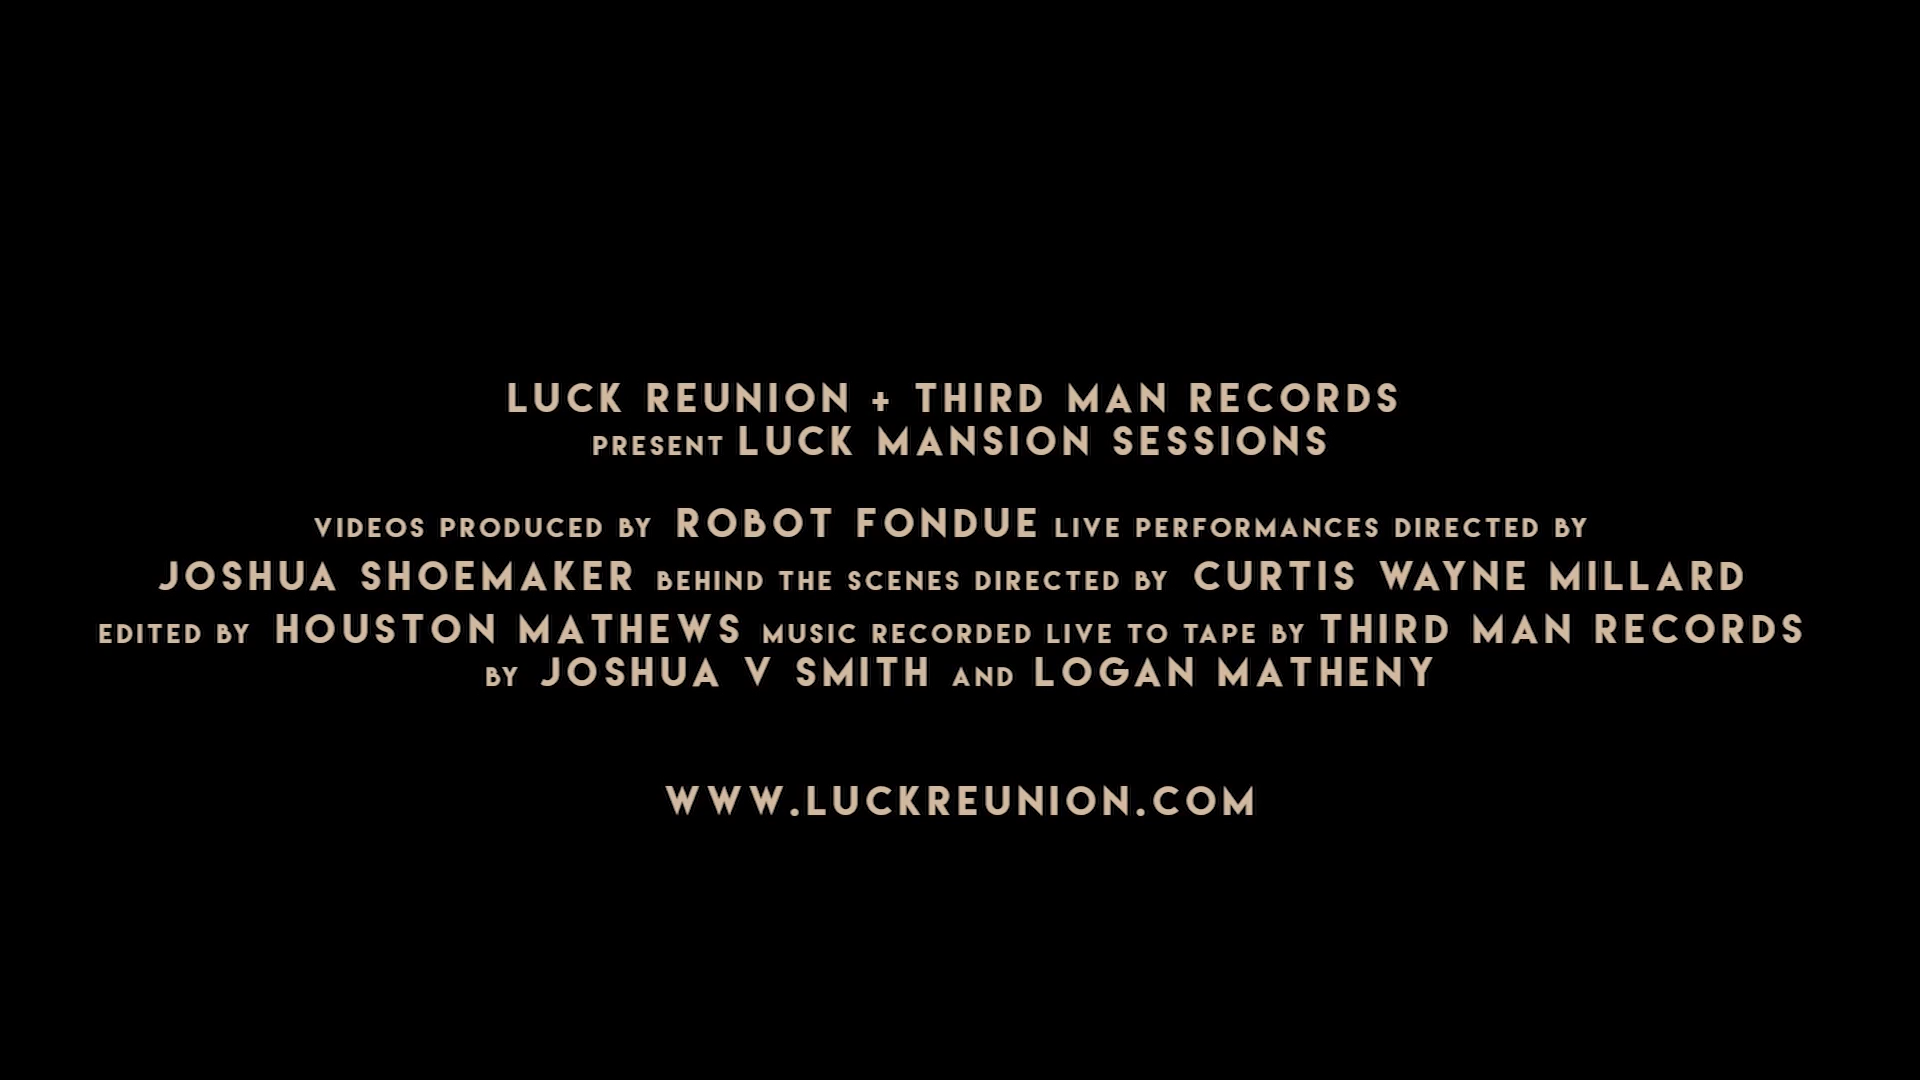 LUCK REUNION + THIRD MAN RECORDS
PRESENT LUCK MANSION SESSIONS
VIDEOS PRODUCED BY ROBOT FONDUE LIVE PERFORMANCES DIRECTED BY
JOSHUA SHOEMAKER BEHIND THE SCENES DIRECTED BY CURTIS WAYNE MILLARD
EDITED BY HOUSTON MATHEWS MUSIC RECORDED LIVE TO TAPE BY THIRD MAN RECORDS
BY JOSHUA V SMITH AND LOGAN MATHENY
WWW.LUCKREUNION.COM